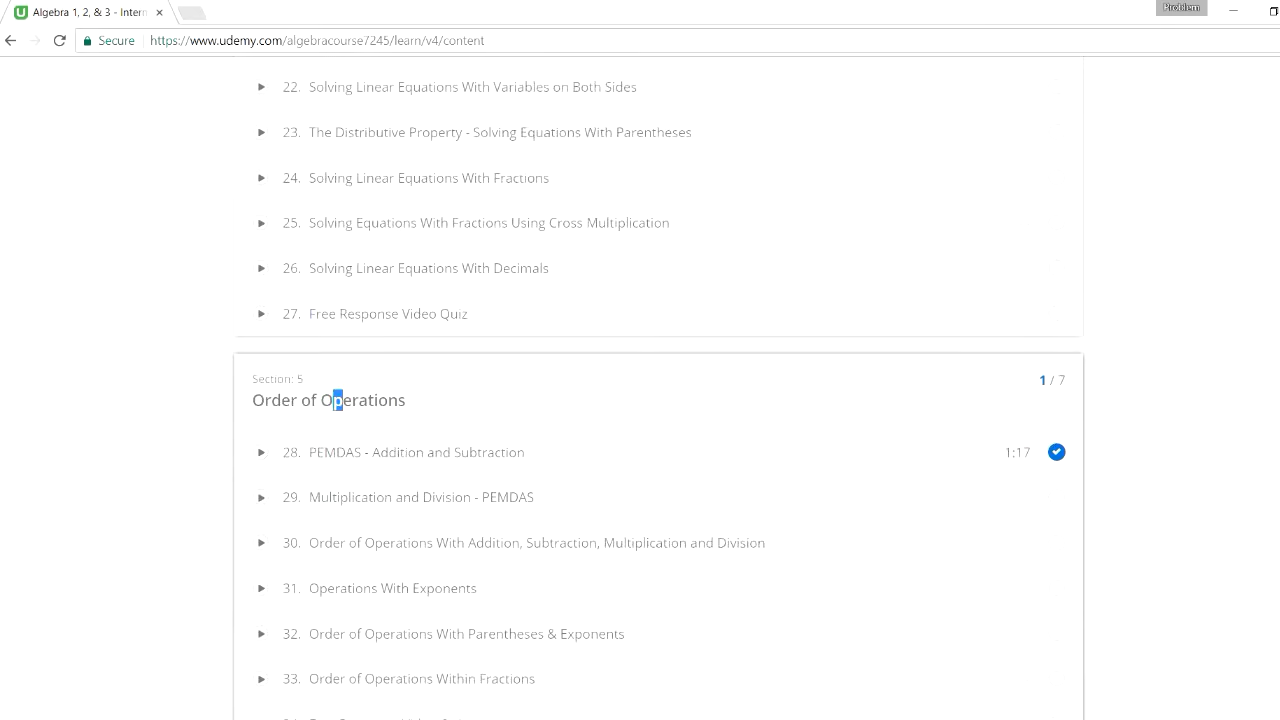 Algebra 1, 2, & 3 - Intern
Problem
Secure
https://www.udemy.com/algebracourse7245/learn/v4/content
22. Solving Linear Equations With Variables on Both Sides
23. The Distributive Property - Solving Equations With Parentheses
24. Solving Linear Equations With Fractions
25. Solving Equations With Fractions Using Cross Multiplication
26. Solving Linear Equations With Decimals
27. Free Response Video Quiz
Section: 5
1 / 7
Order of Operations
28. PEMDAS - Addition and Subtraction 1:17
29. Multiplication and Division - PEMDAS
30. Order of Operations With Addition, Subtraction, Multiplication and Division
31. Operations With Exponents
32. Order of Operations With Parentheses & Exponents
33. Order of Operations Within Fractions